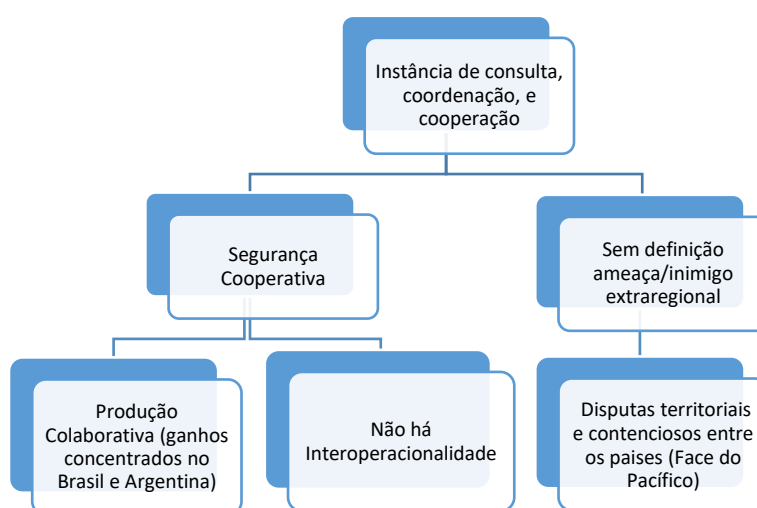 Instância de consulta,
coordenação, e
cooperação
Segurança
Cooperativa
Sem definição
ameaça/inimigo
extraregional
Produção
Colaborativa (ganhos
concentrados no
Brasil e Argentina)
Não há
Interoperacionalidade
Disputas territoriais
e contenciosos entre
os paises (Face do
Pacífico)